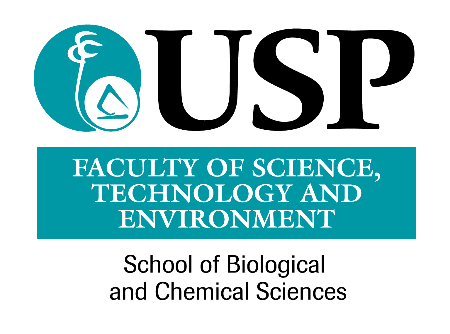 USP
FACULTY OF SCIENCE,
TECHNOLOGY AND
ENVIRONMENT
School of Biological
and Chemical Sciences